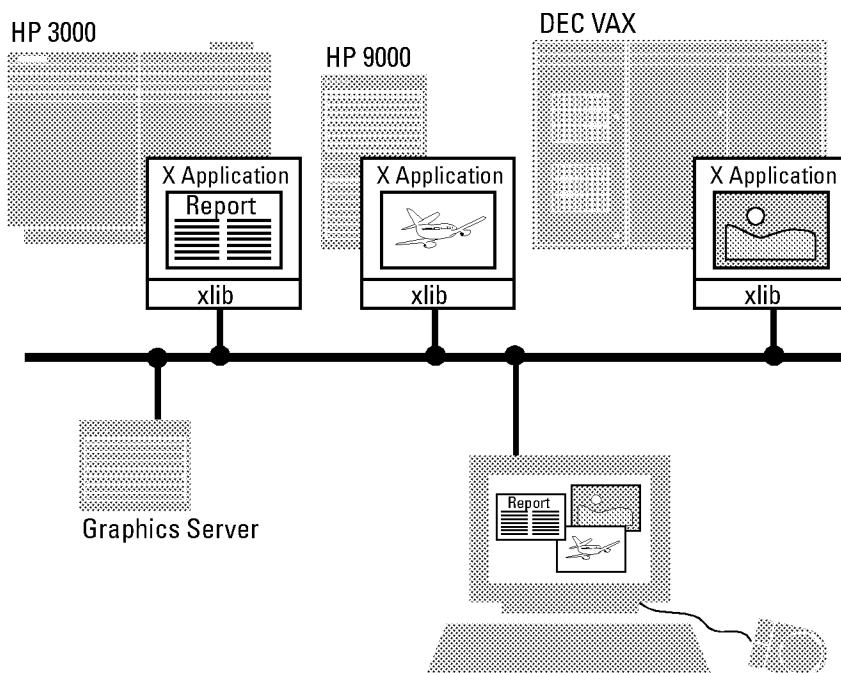 HP 3000
HP 9000
DEC VAX
X Application
Report
xlib
X Application
xlib
X Application
xlib
Graphics Server
Report